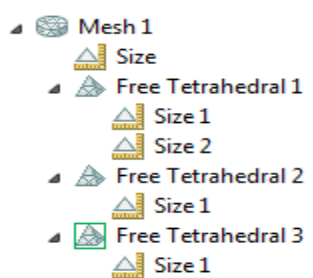 Mesh 1
Size
Free Tetrahedral 1
Size 1
Size 2
Free Tetrahedral 2
Size 1
Free Tetrahedral 3
Size 1